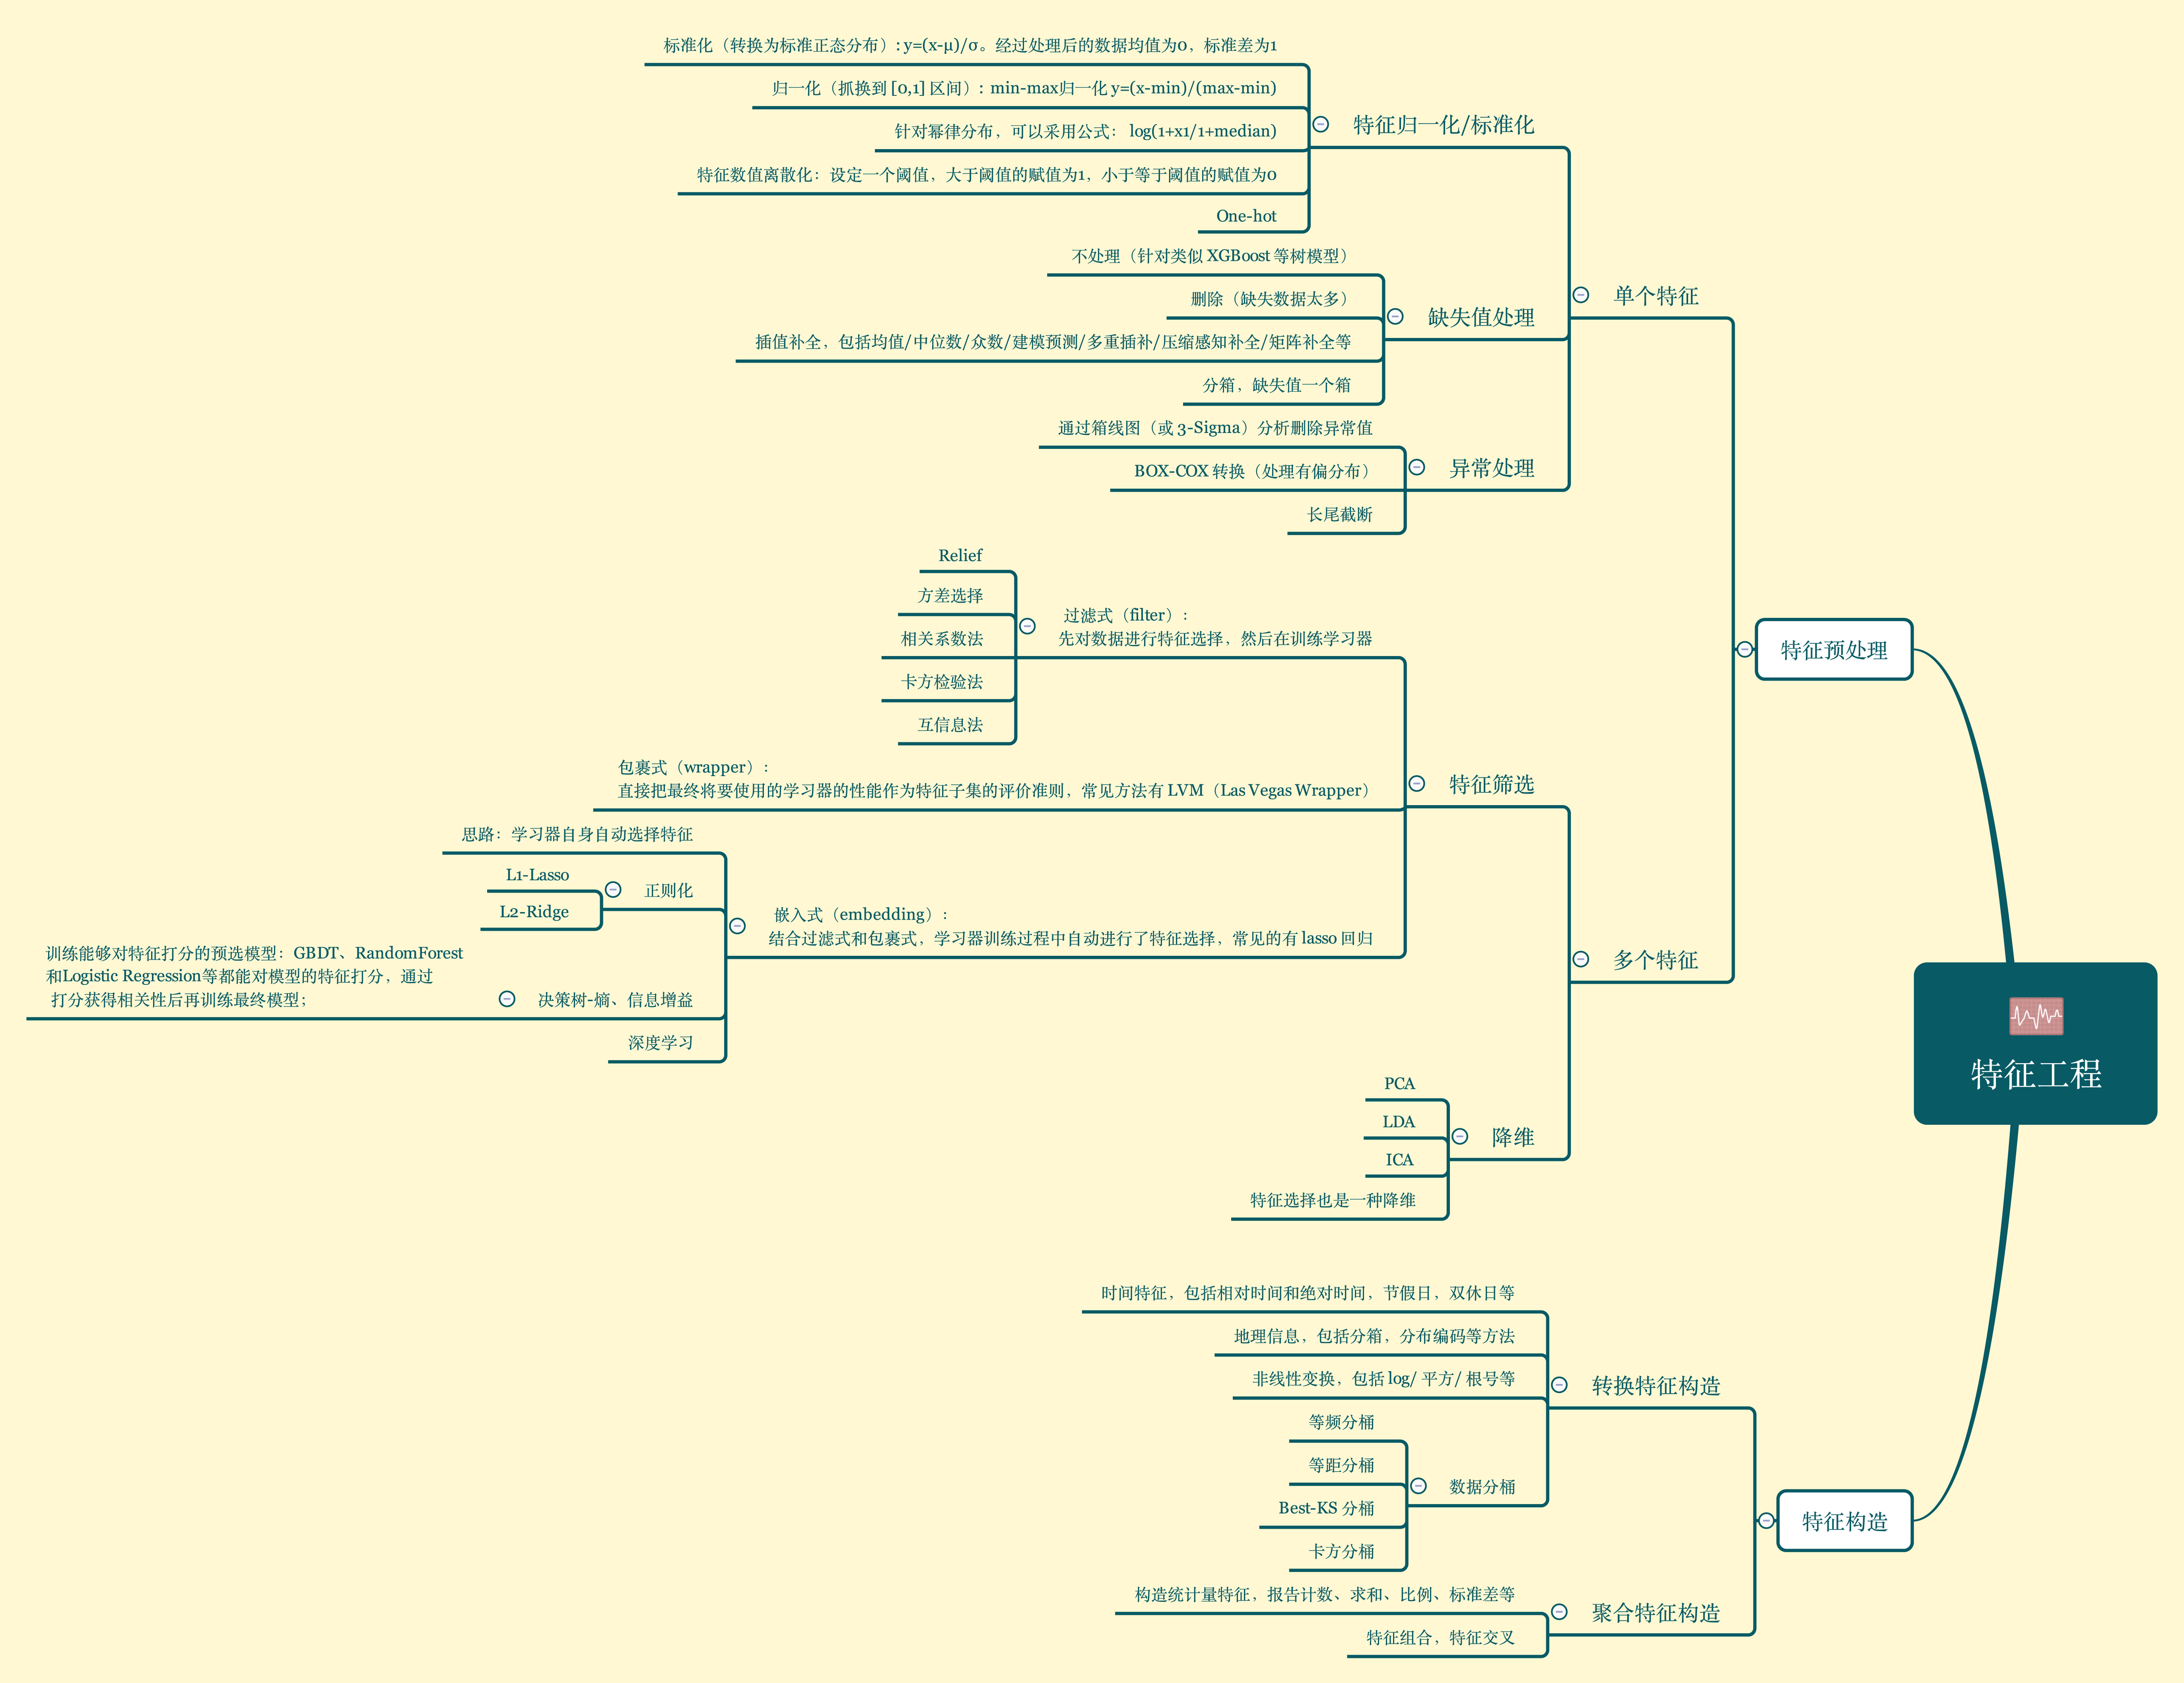 特征工程
特征预处理
单个特征
特征归一化/标准化
标准化（转换为标准正态分布）: y=(x-μ)/σ。经过处理后的数据均值为0，标准差为1
归一化（抓换到 [0,1] 区间）: min-max归一化 y=(x-min)/(max-min)
针对幂律分布，可以采用公式： log(1+x1/1+median)
特征数值离散化：设定一个阈值，大于阈值的赋值为1，小于等于阈值的赋值为0
One-hot
缺失值处理
不处理（针对类似 XGBoost 等树模型）
删除（缺失数据太多）
插值补全，包括均值/中位数/众数/建模预测/多重插补/压缩感知补全/矩阵补全等
分箱，缺失值一个箱
异常处理
通过箱线图（或 3-Sigma）分析删除异常值
BOX-COX 转换（处理有偏分布）
长尾截断
多个特征
特征筛选
过滤式（filter）:
先对数据进行特征选择，然后在训练学习器
Relief
方差选择
相关系数法
卡方检验法
互信息法
包裹式（wrapper）:
直接把最终将要使用的学习器的性能作为特征子集的评价准则，常见方法有 LVM（Las Vegas Wrapper）
嵌入式（embedding）:
结合过滤式和包裹式，学习器训练过程中自动进行了特征选择，常见的有 lasso 回归
思路：学习器自身自动选择特征
正则化
L1-Lasso
L2-Ridge
决策树-熵、信息增益
训练能够对特征打分的预选模型：GBDT、RandomForest
和Logistic Regression等都能对模型的特征打分，通过
打分获得相关性后再训练最终模型；
深度学习
降维
PCA
LDA
ICA
特征选择也是一种降维
特征构造
转换特征构造
时间特征，包括相对时间和绝对时间，节假日，双休日等
地理信息，包括分箱，分布编码等方法
非线性变换，包括 log/ 平方/ 根号等
数据分桶
等频分桶
等距分桶
Best-KS 分桶
卡方分桶
聚合特征构造
构造统计量特征，报告计数、求和、比例、标准差等
特征组合，特征交叉